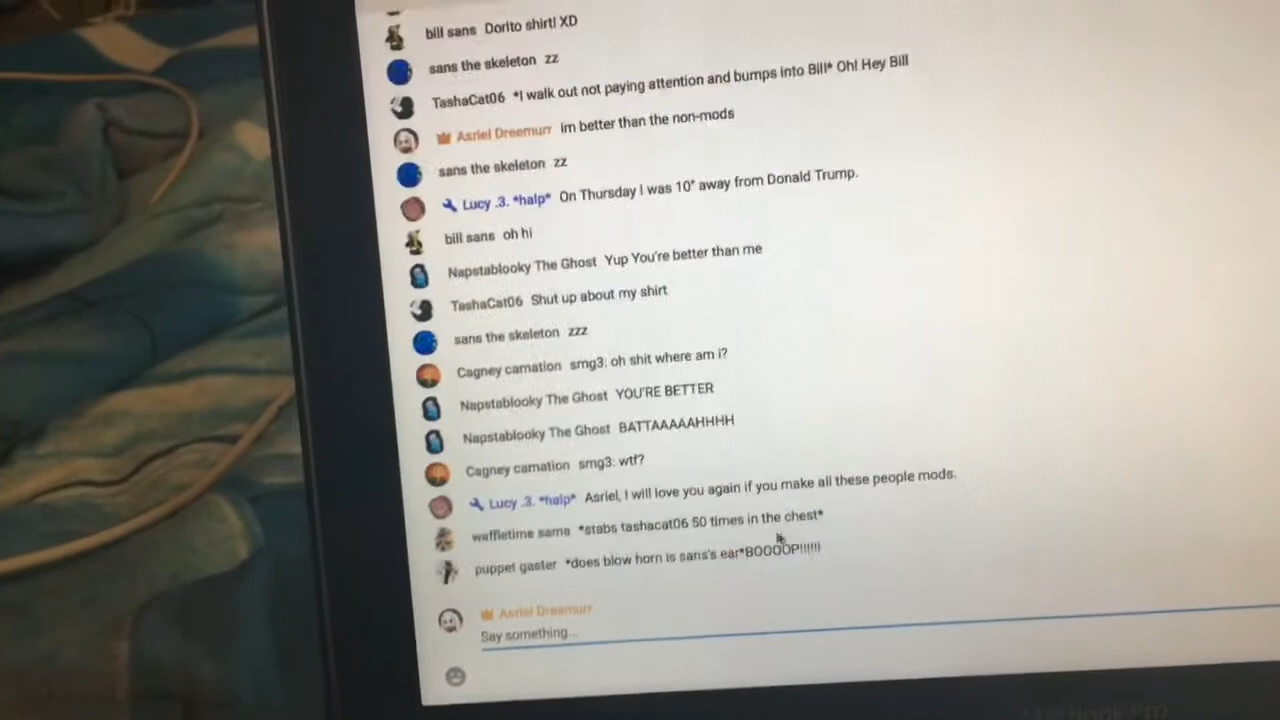 bill sans Dorito shirt! XD
sans the skeleton zz
TashaCat06 *I walk out not paying attention and bumps into Bill* Oh! Hey Bill
Asriel Dreemurr im better than the non-mods
sans the skeleton zz
Lucy .3. *halp* On Thursday I was 10" away from Donald Trump.
bill sans oh hi
Napstablooky The Ghost Yup You're better than me
TashaCat06 Shut up about my shirt
sans the skeleton zzz
Cagney carnation smg3: oh shit where am i?
Napstablooky The Ghost YOU'RE BETTER
Napstablooky The Ghost BATTAAAAAHHHH
Cagney carnation smg3: wtf?
Lucy .3. *halp* Asriel, I will love you again if you make all these people mods.
waffletime sama *stabs tashacat06 50 times in the chest*
puppet gaster *does blow horn is sans's ear*BOOOOP!!!!!!
Asriel Dreemurr
Say something...
MacBook Pro